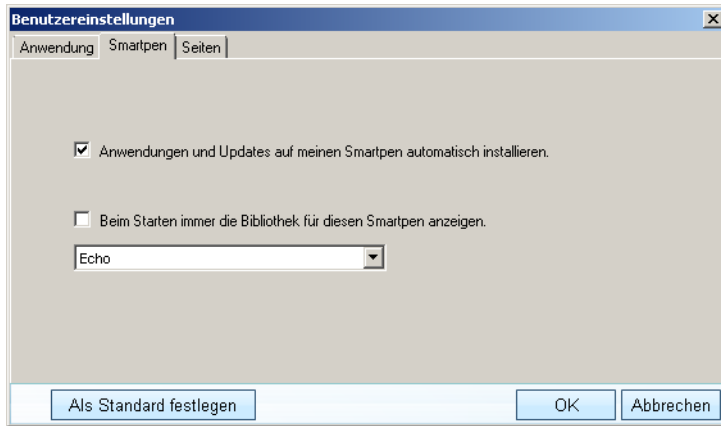 Benutzereinstellungen
Anwendung Smartpen Seiten
Anwendungen und Updates auf meinen Smartpen automatisch installieren.
Beim Starten immer die Bibliothek für diesen Smartpen anzeigen.
Echo
Als Standard festlegen OK Abbrechen